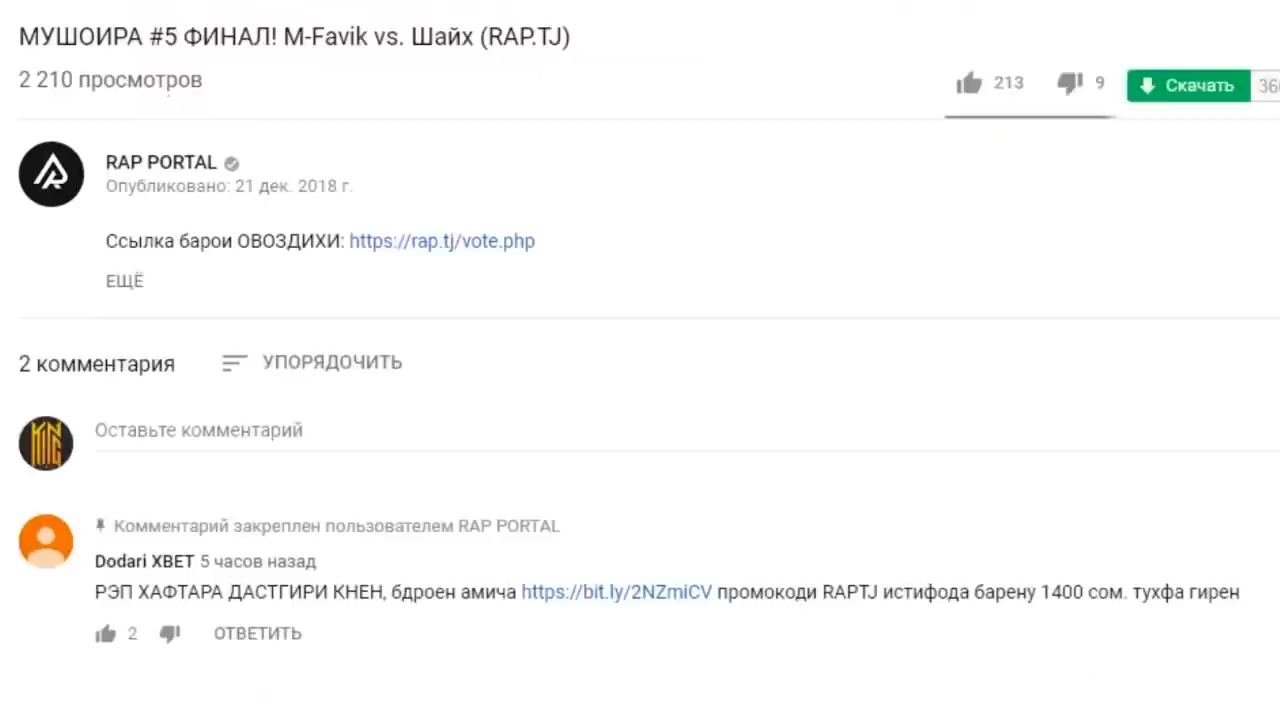 МУШОИРА #5 ФИНАЛ! M-Favik vs. Шайх (RAP.TJ)
2 210 просмотров
213 9 Скачать 36
RAP PORTAL
Опубликовано: 21 дек. 2018 г.
Ссылка барои ОВОЗДИХИ: https://rap.tj/vote.php
ЕЩЁ
2 комментария УПОРЯДОЧИТЬ
KING
Оставьте комментарий
Комментарий закреплен пользователем RAP PORTAL
Dodari XBET 5 часов назад
РЭП ХАФТАРА ДАСТГИРИ КНЕН, бдроен амича https://bit.ly/2NZmiCV промокоди RAPTJ истифода барену 1400 сом. тухфа гирен
2 ОТВЕТИТЬ